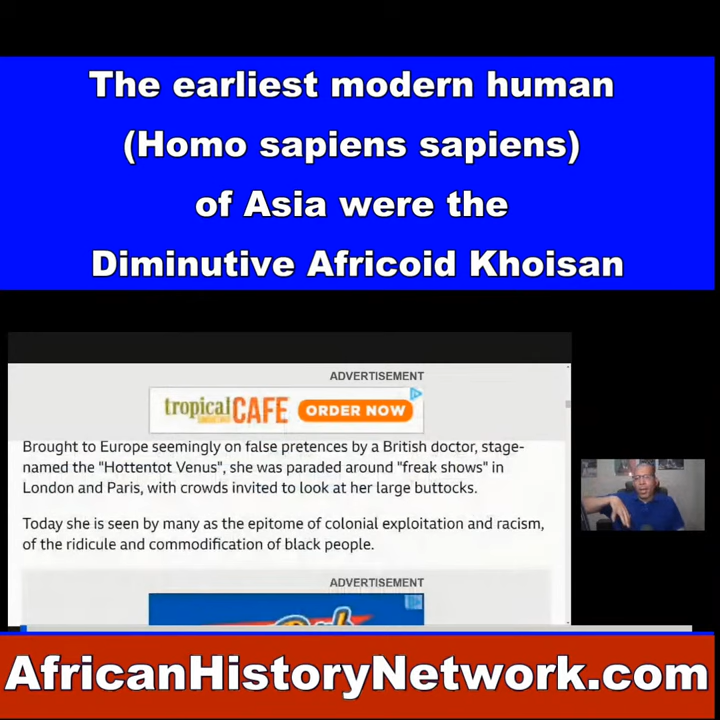 The earliest modern human
(Homo sapiens sapiens)
of Asia were the
Diminutive Africoid Khoisan
ADVERTISEMENT
tropical CAFE ORDER NOW
Brought to Europe seemingly on false pretences by a British doctor, stage-
named the "Hottentot Venus", she was paraded around "freak shows" in
London and Paris, with crowds invited to look at her large buttocks.
Today she is seen by many as the epitome of colonial exploitation and racism,
of the ridicule and commodification of black people.
ADVERTISEMENT
AfricanHistoryNetwork.com